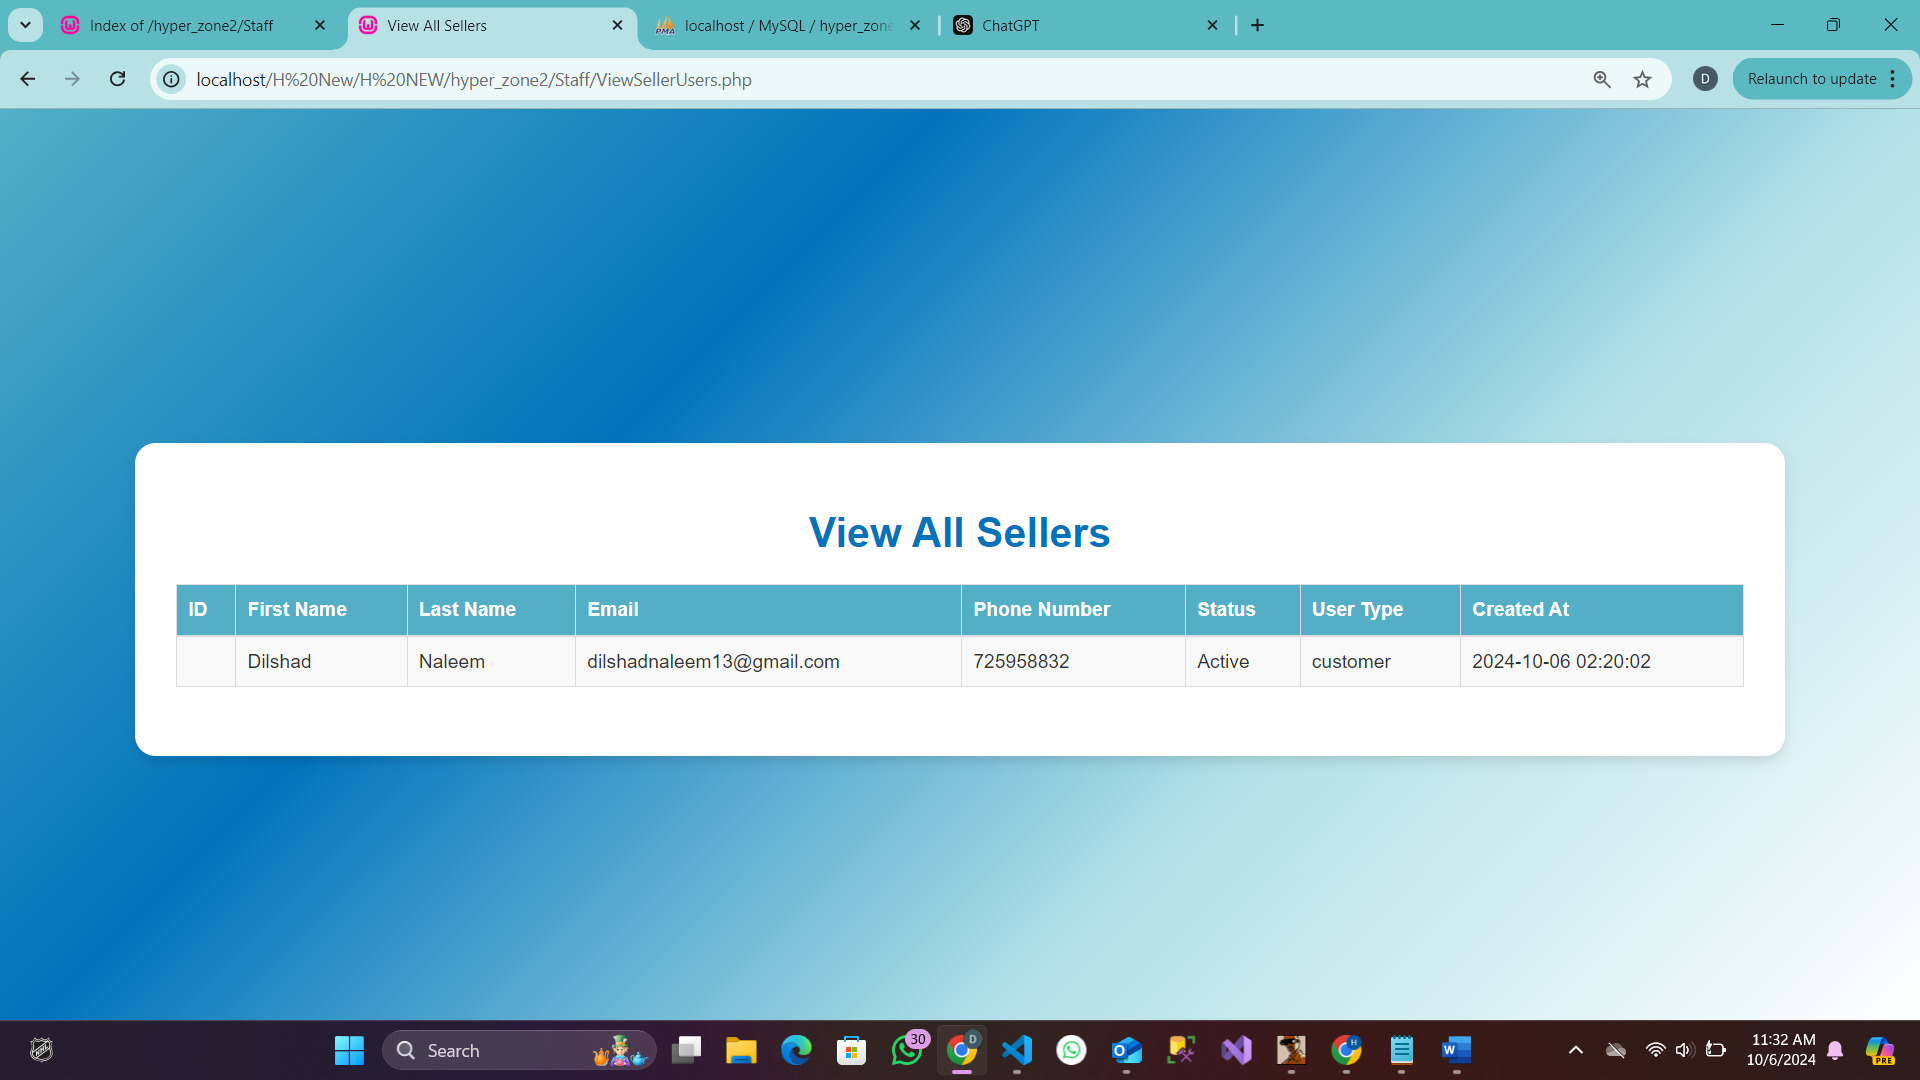 Index of /hyper_zone2/Staff
View All Sellers
localhost / MySQL / hyper_zone
ChatGPT
localhost/H%20New/H%20NEW/hyper_zone2/Staff/ViewSellerUsers.php
D
Relaunch to update
View All Sellers
ID First Name Last Name Email Phone Number Status User Type Created At
Dilshad Naleem dilshadnaleem13@gmail.com 725958832 Active customer 2024-10-06 02:20:02
Search
30
D
H
11:32 AM
10/6/2024
PRE